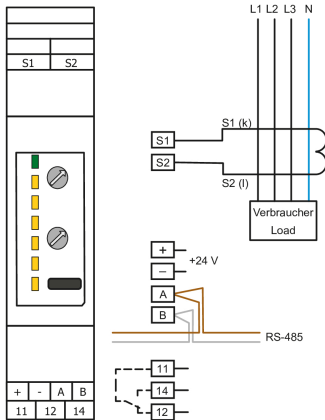 L1 L2 L3 N
S1 S2
S1 (k)
S1
S2
S2 (l)
Verbraucher
Load
+
+24 V
–
A
B
RS-485
11
14
12
+ - A B
11 12 14